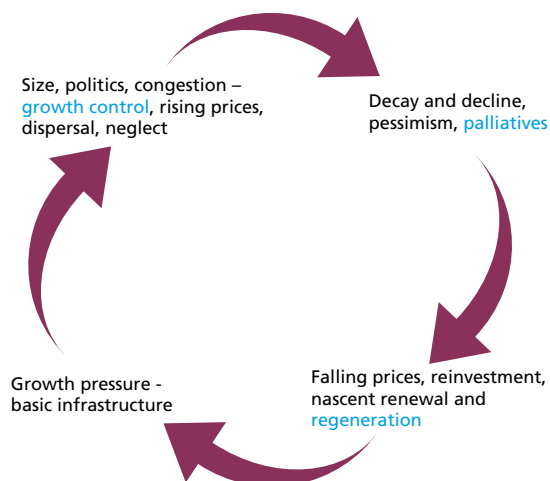 Size, politics, congestion –
growth control, rising prices,
dispersal, neglect
Decay and decline,
pessimism, palliatives
Falling prices, reinvestment,
nascent renewal and
regeneration
Growth pressure -
basic infrastructure